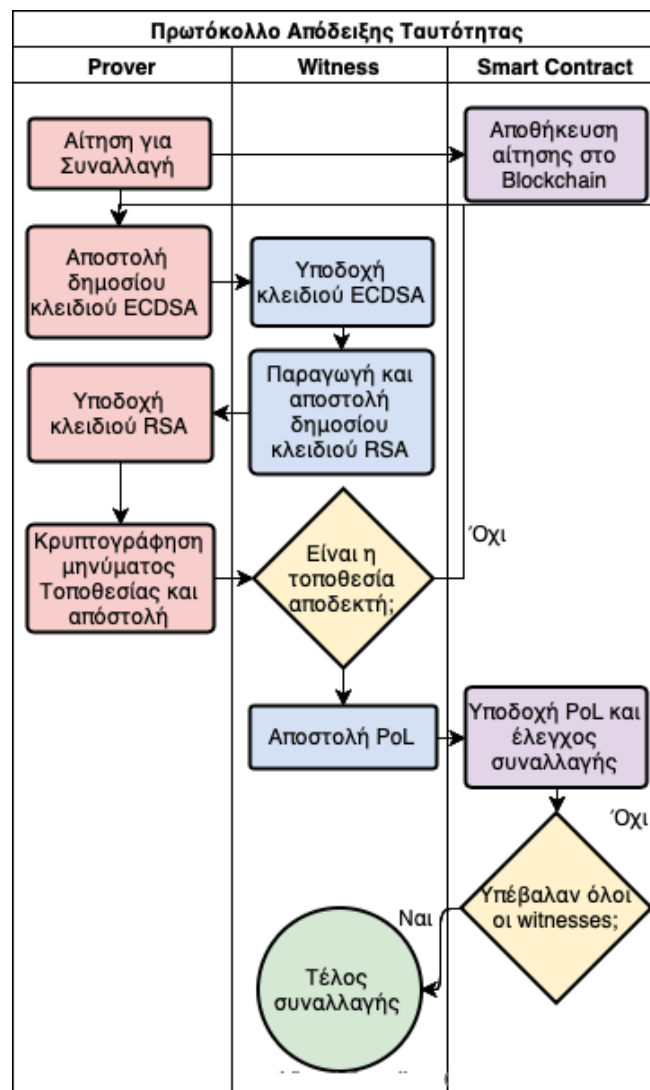 Πρωτόκολλο Απόδειξης Ταυτότητας
Prover
Witness
Smart Contract
Αίτηση για
Συναλλαγή
Αποθήκευση
αίτησης στο
Blockchain
Αποστολή
δημοσίου
κλειδιού ECDSA
Υποδοχή
κλειδιού ECDSA
Υποδοχή
κλειδιού RSA
Παραγωγή και
αποστολή
δημοσίου
κλειδιού RSA
Κρυπτογράφηση
μηνύματος
Τοποθεσίας και
απόστολή
Είναι η
τοποθεσία
αποδεκτή;
Όχι
Αποστολή PoL
Υποδοχή PoL και
έλεγχος
συναλλαγής
Όχι
Υπέβαλαν όλοι
οι witnesses;
Ναι
Τέλος
συναλλαγής